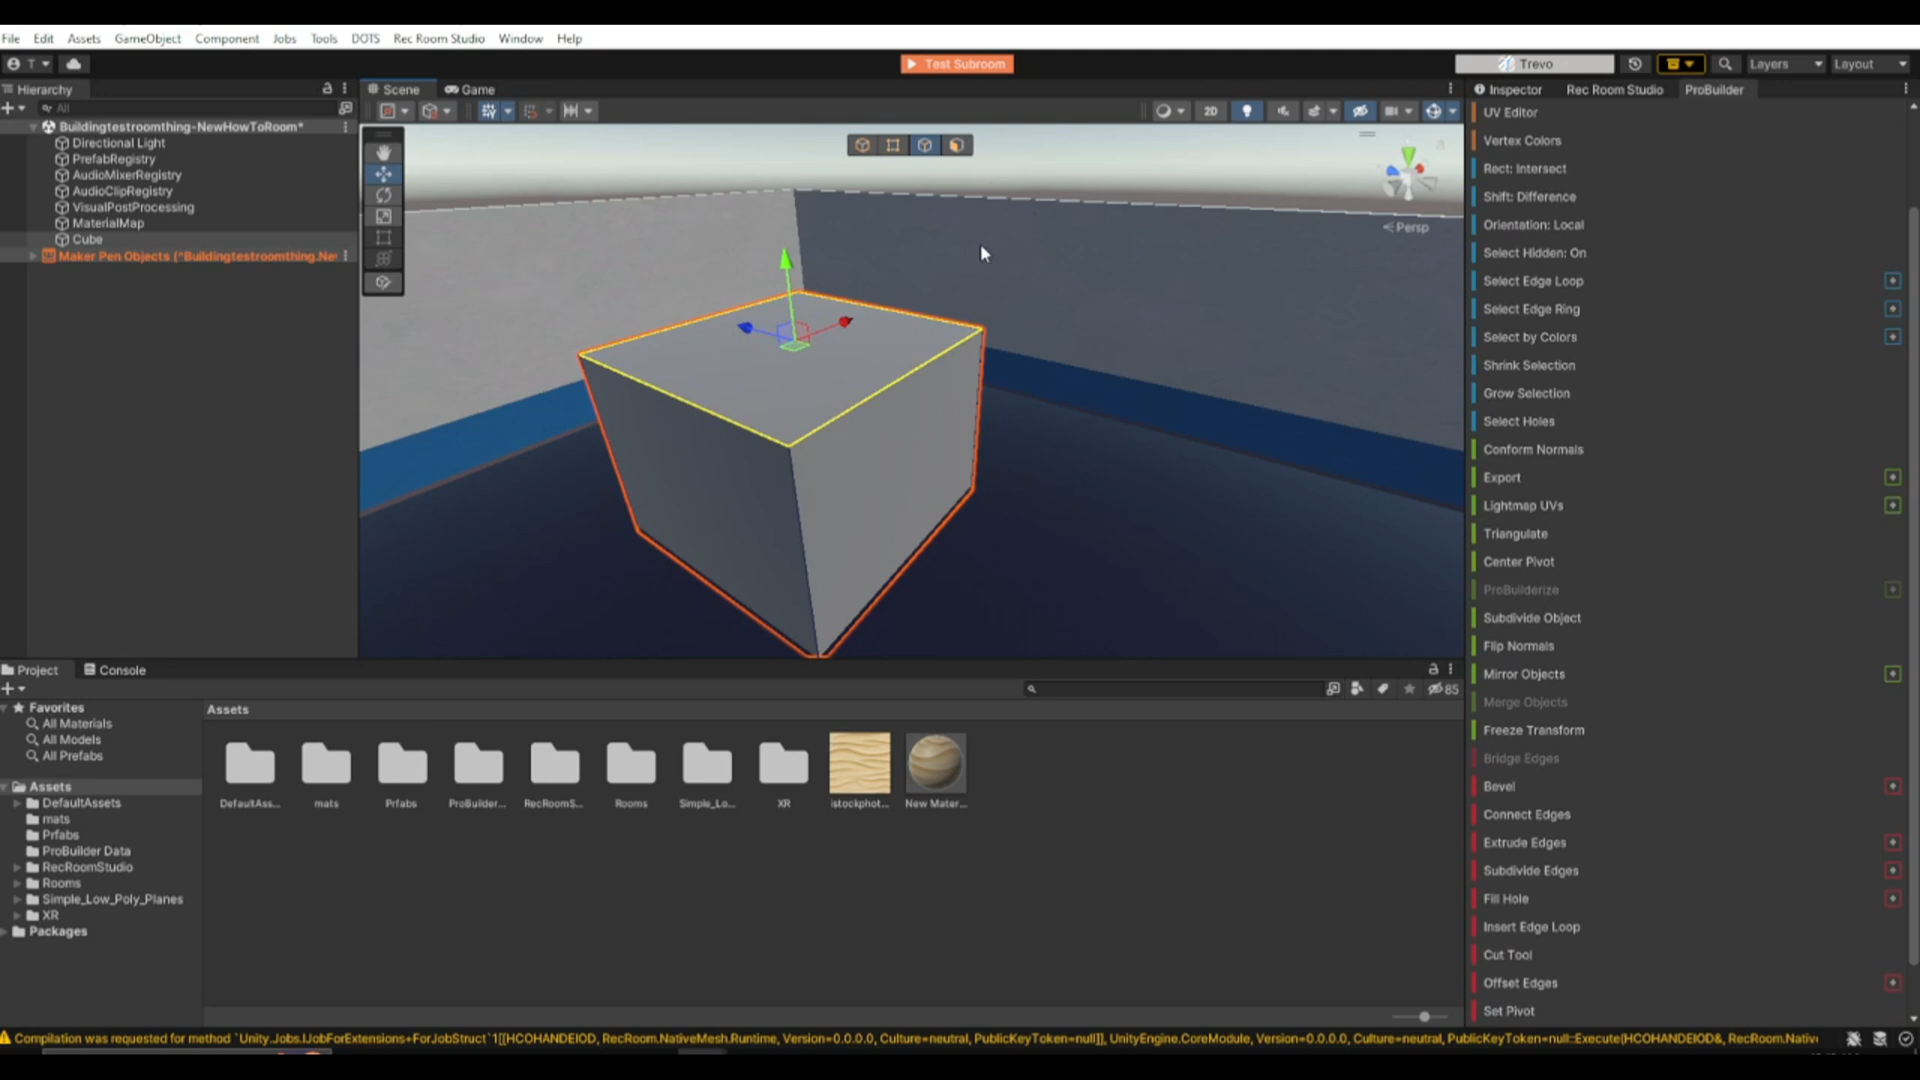 File Edit Assets GameObject Component Jobs Tools DOTS Rec Room Studio Window Help
T Test Subroom Trevo Layers Layout
Hierarchy
All
Buildingtestroomthing-NewHowToRoom*
Directional Light
PrefabRegistry
AudioMixerRegistry
AudioClipRegistry
VisualPostProcessing
MaterialMap
Cube
Maker Pen Objects (*Buildingtestroomthing.Ne
Scene Game
2D
Persp
Inspector Rec Room Studio ProBuilder
UV Editor
Vertex Colors
Rect: Intersect
Shift: Difference
Orientation: Local
Select Hidden: On
Select Edge Loop
Select Edge Ring
Select by Colors
Shrink Selection
Grow Selection
Select Holes
Conform Normals
Export
Lightmap UVs
Triangulate
Center Pivot
ProBuilderize
Subdivide Object
Flip Normals
Mirror Objects
Merge Objects
Freeze Transform
Bridge Edges
Bevel
Connect Edges
Extrude Edges
Subdivide Edges
Fill Hole
Insert Edge Loop
Cut Tool
Offset Edges
Set Pivot
Project Console
85
Favorites
All Materials
All Models
All Prefabs
Assets
DefaultAssets
mats
Prfabs
ProBuilder Data
RecRoomStudio
Rooms
Simple_Low_Poly_Planes
XR
Packages
Assets
DefaultAss... mats Prfabs ProBuilder... RecRoomS... Rooms Simple_Lo... XR istockphot... New Mater...
Compilation was requested for method `Unity.Jobs.IJobForExtensions+ForJobStruct`1[[HCOHANDEIOD, RecRoom.NativeMesh.Runtime, Version=0.0.0.0, Culture=neutral, PublicKeyToken=null]], UnityEngine.CoreModule, Version=0.0.0.0, Culture=neutral, PublicKeyToken=null::Execute(HCOHANDEIOD&, RecRoom.Nativ